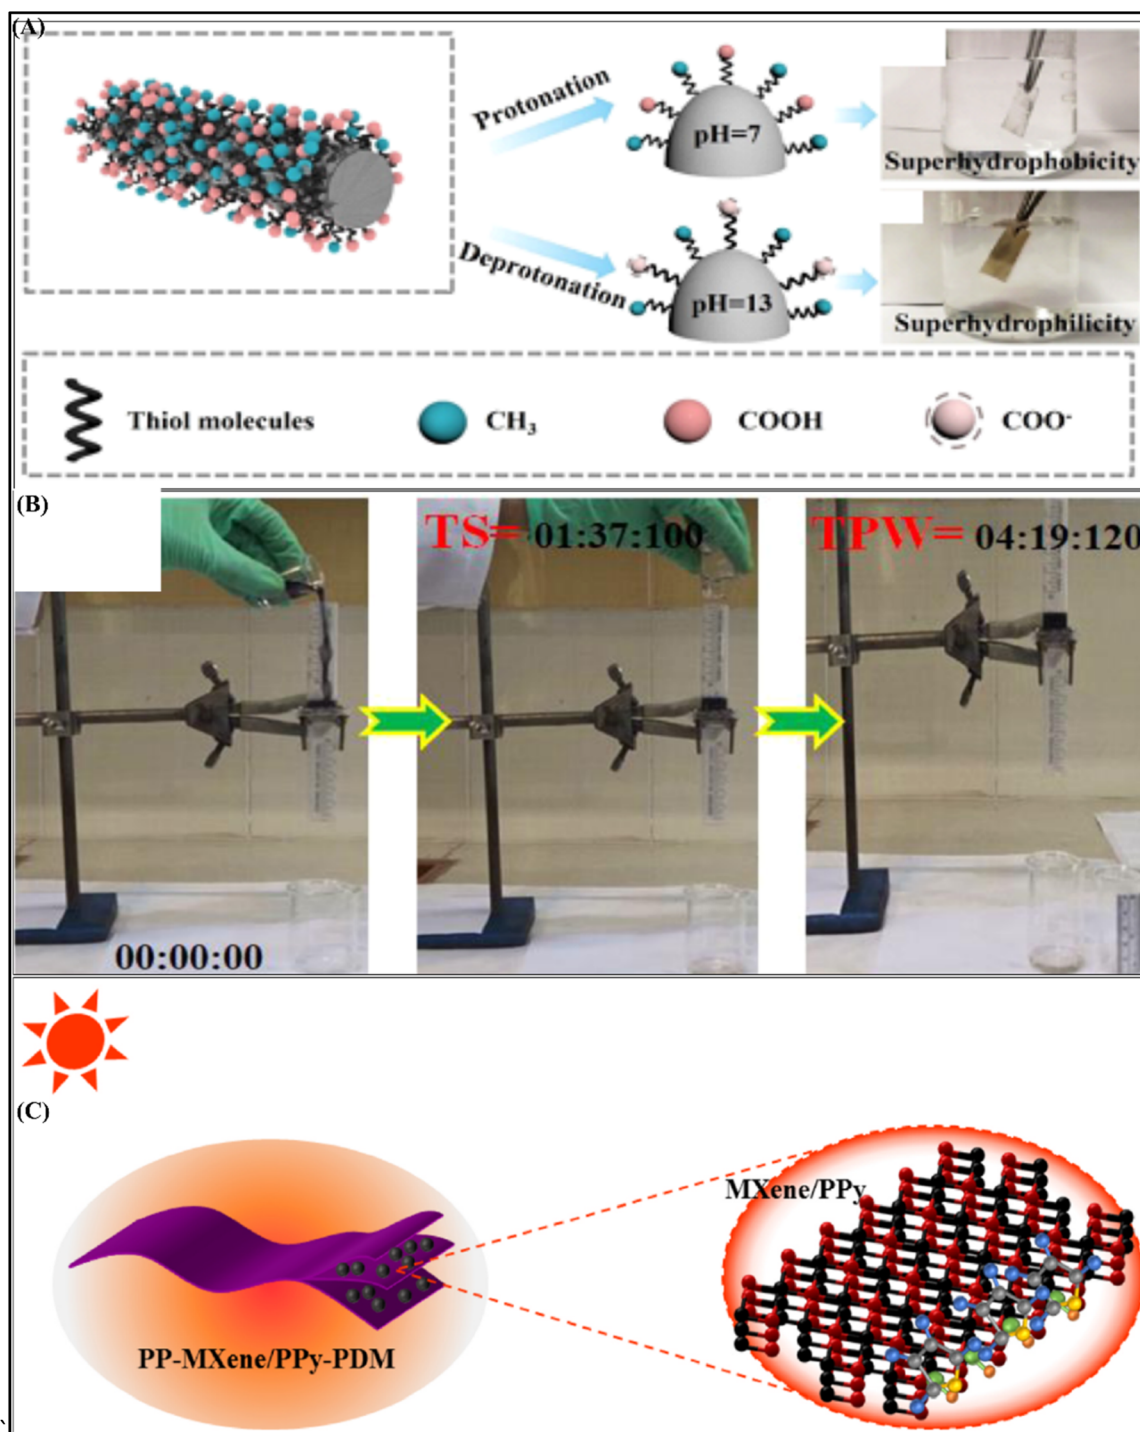 (A)
Protonation
pH=7
Superhydrophobicity
Deprotonation
pH=13
Superhydrophilicity
Thiol molecules
CH₃
COOH
COO⁻
(B)
00:00:00
TS= 01:37:100
TPW= 04:19:120
(C)
PP-MXene/PPy-PDM
MXene/PPy
`